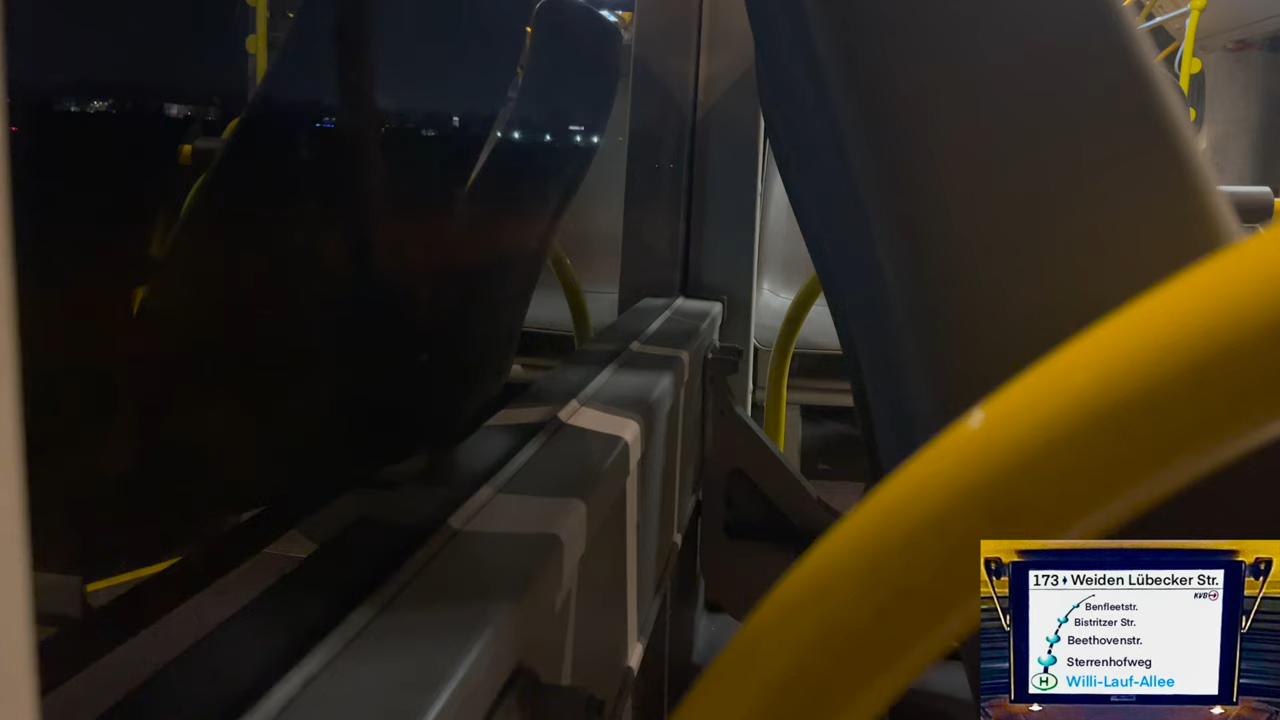 173 ♦ Weiden Lübecker Str.
KVB
Benfleetstr.
Bistritzer Str.
Beethovenstr.
Sterrenhofweg
H Willi-Lauf-Allee